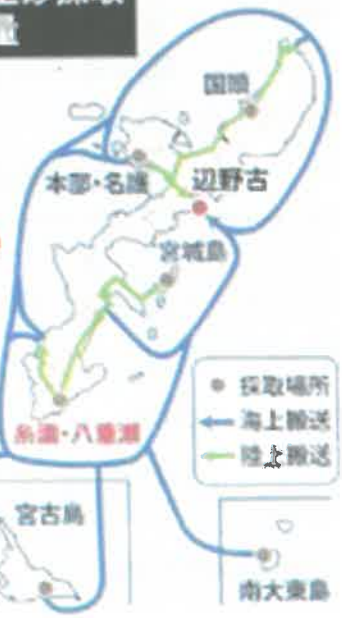 量
国頭
本部・名護
辺野古
宮城島
採取場所
海上搬送
陸上搬送
糸満・八重瀬
宮古島
南大東島